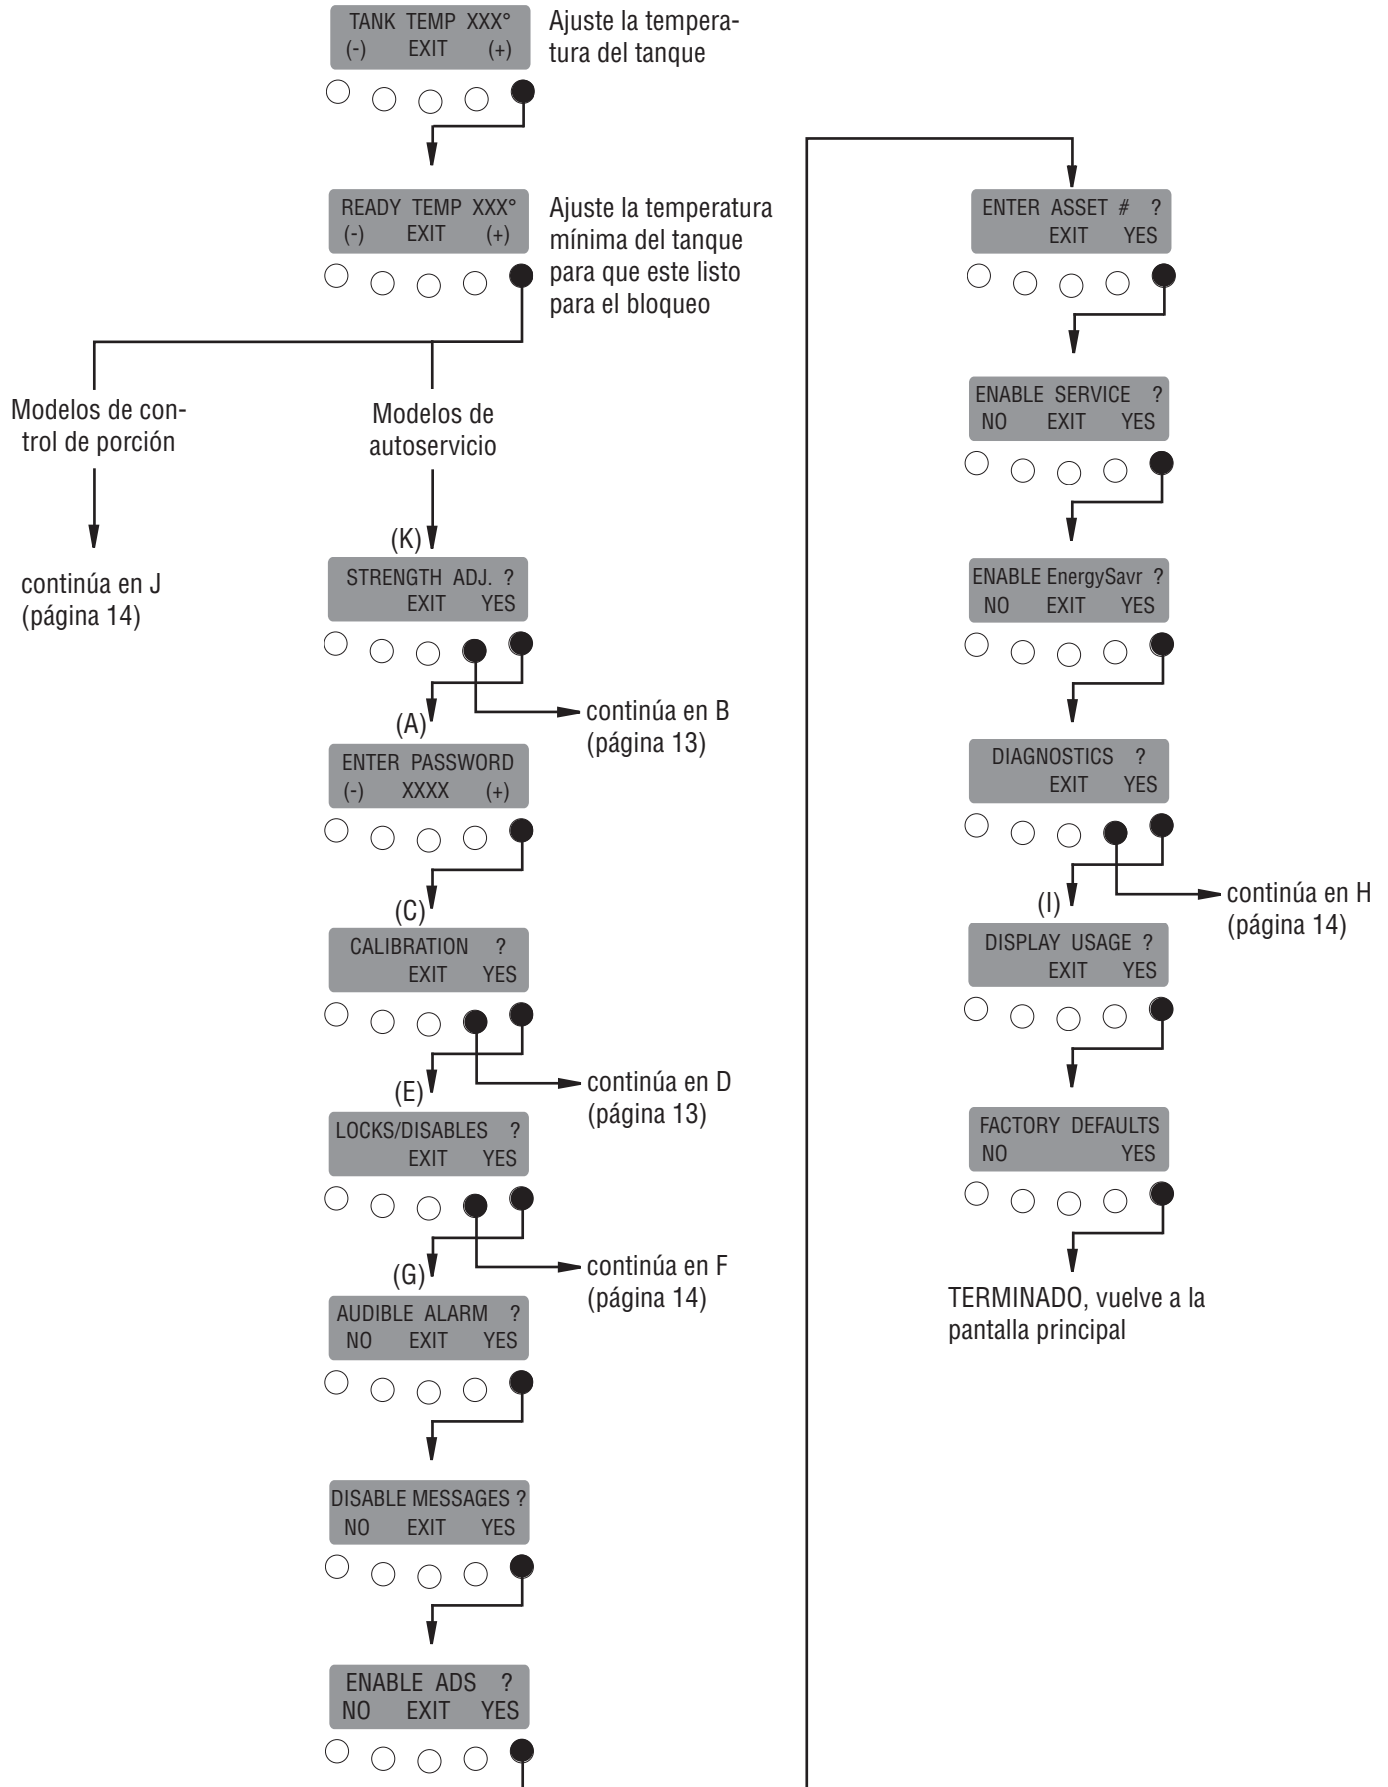 TANK TEMP XXX°
(-) EXIT (+)
Ajuste la tempera-
tura del tanque
READY TEMP XXX°
(-) EXIT (+)
Ajuste la temperatura
mínima del tanque
para que este listo
para el bloqueo
Modelos de con-
trol de porción
continúa en J
(página 14)
Modelos de
autoservicio
(K)
STRENGTH ADJ. ?
EXIT YES
continúa en B
(página 13)
(A)
ENTER PASSWORD
(-) XXXX (+)
(C)
CALIBRATION ?
EXIT YES
continúa en D
(página 13)
(E)
LOCKS/DISABLES ?
EXIT YES
continúa en F
(página 14)
(G)
AUDIBLE ALARM ?
NO EXIT YES
DISABLE MESSAGES ?
NO EXIT YES
ENABLE ADS ?
NO EXIT YES
ENTER ASSET # ?
EXIT YES
ENABLE SERVICE ?
NO EXIT YES
ENABLE EnergySavr ?
NO EXIT YES
DIAGNOSTICS ?
EXIT YES
continúa en H
(página 14)
(I)
DISPLAY USAGE ?
EXIT YES
FACTORY DEFAULTS
NO YES
TERMINADO, vuelve a la
pantalla principal